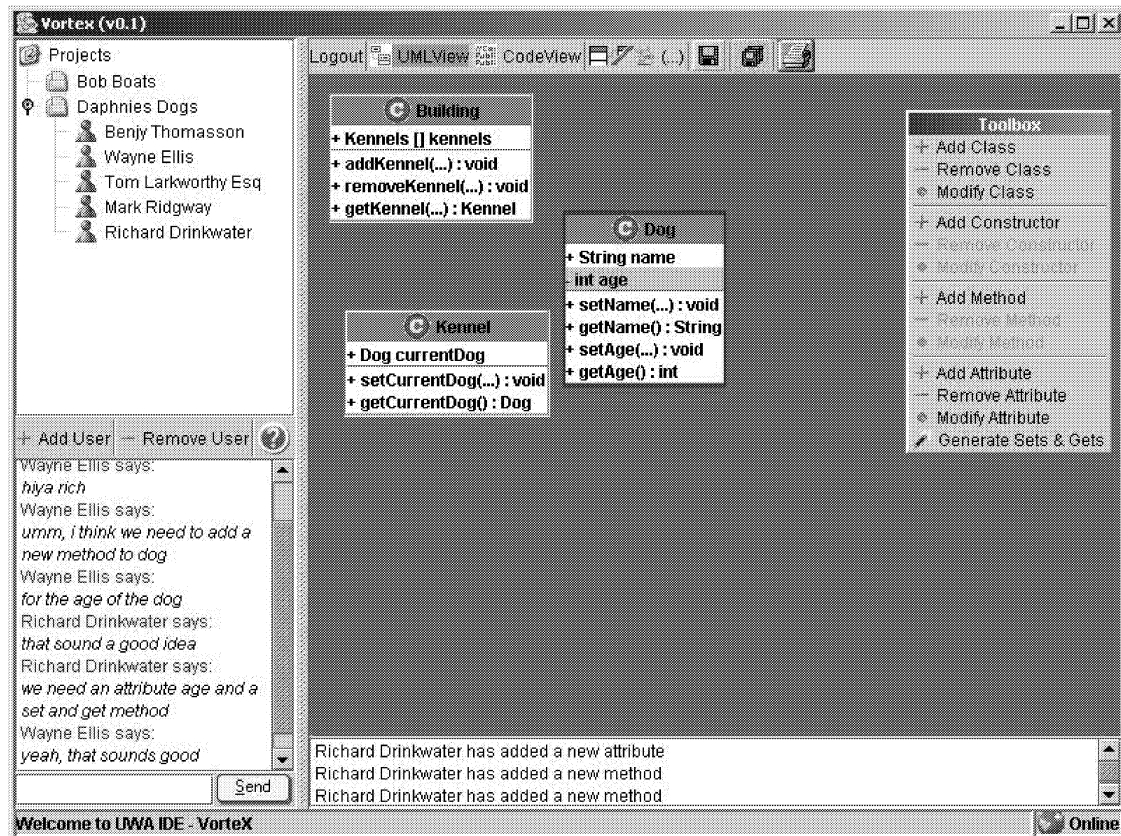 Vortex (v0.1)
Projects
Bob Boats
Daphnies Dogs
Benjy Thomasson
Wayne Ellis
Tom Larkworthy Esq
Mark Ridgway
Richard Drinkwater
+ Add User − Remove User ?
Wayne Ellis says:
hiya rich
Wayne Ellis says:
umm, i think we need to add a
new method to dog
Wayne Ellis says:
for the age of the dog
Richard Drinkwater says:
that sound a good idea
Richard Drinkwater says:
we need an attribute age and a
set and get method
Wayne Ellis says:
yeah, that sounds good
Send
Logout UMLView CodeView (...)
C Building
+ Kennels [] kennels
+ addKennel(...) : void
+ removeKennel(...) : void
+ getKennel(...) : Kennel
C Dog
+ String name
- int age
+ setName(...) : void
+ getName() : String
+ setAge(...) : void
+ getAge() : int
C Kennel
+ Dog currentDog
+ setCurrentDog(...) : void
+ getCurrentDog() : Dog
Toolbox
+ Add Class
− Remove Class
Modify Class
+ Add Constructor
− Remove Constructor
Modify Constructor
+ Add Method
− Remove Method
Modify Method
+ Add Attribute
− Remove Attribute
Modify Attribute
Generate Sets & Gets
Richard Drinkwater has added a new attribute
Richard Drinkwater has added a new method
Richard Drinkwater has added a new method
Welcome to UWA IDE - VorteX
Online